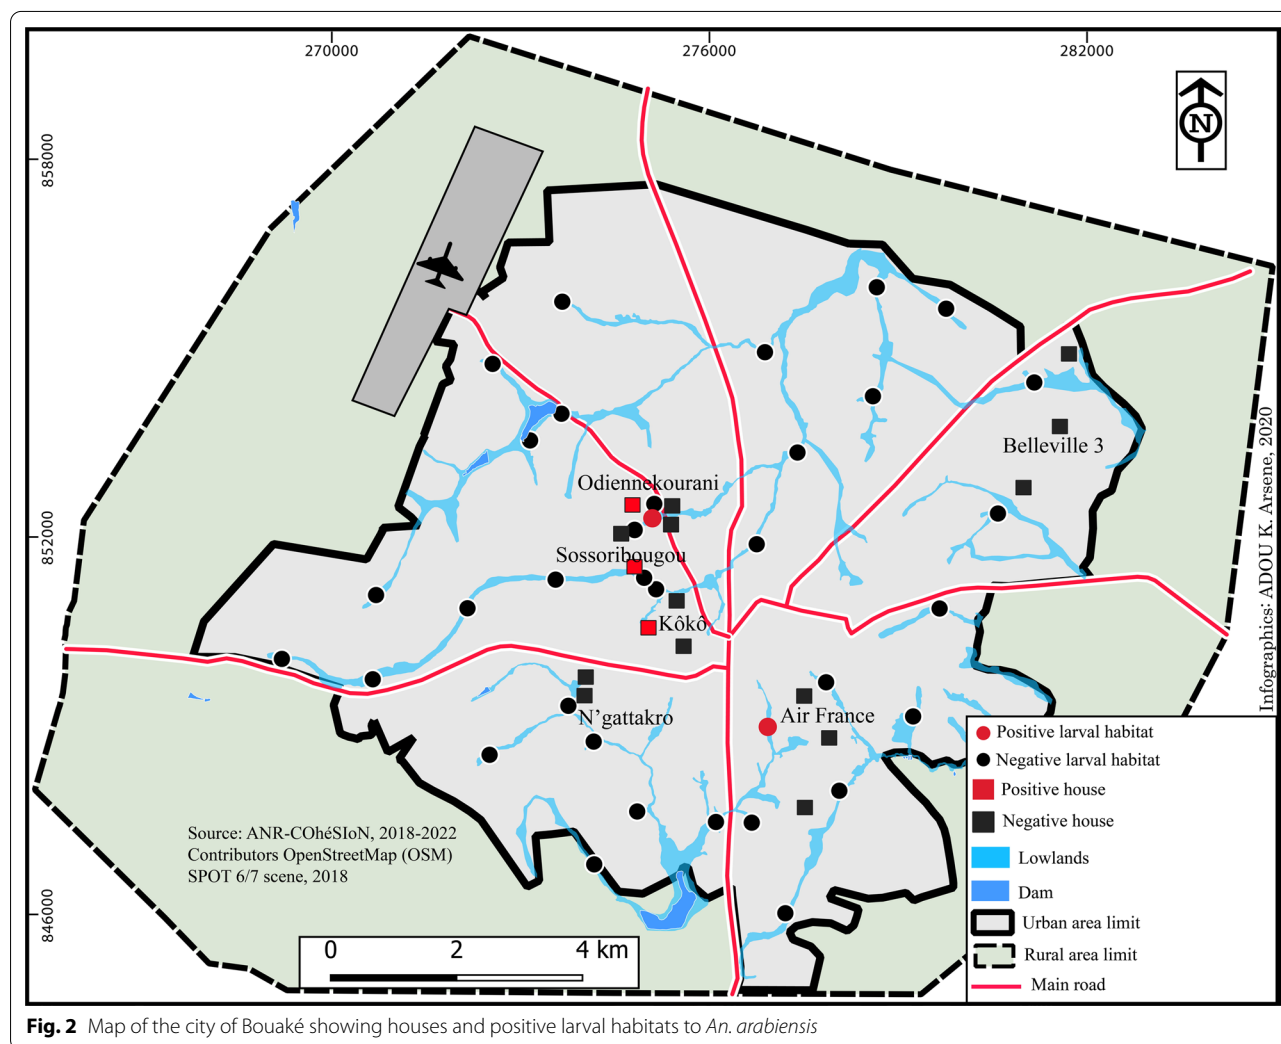 270000
276000
282000
858000
852000
846000
N
Belleville 3
Odiennekourani
Sossoribougou
Kôkô
N'gattakro
Air France
Infographics: ADOU K. Arsene, 2020
Source: ANR-COhéSIoN, 2018-2022
Contributors OpenStreetMap (OSM)
SPOT 6/7 scene, 2018
0 2 4 km
Positive larval habitat
Negative larval habitat
Positive house
Negative house
Lowlands
Dam
Urban area limit
Rural area limit
Main road
Fig. 2 Map of the city of Bouaké showing houses and positive larval habitats to An. arabiensis